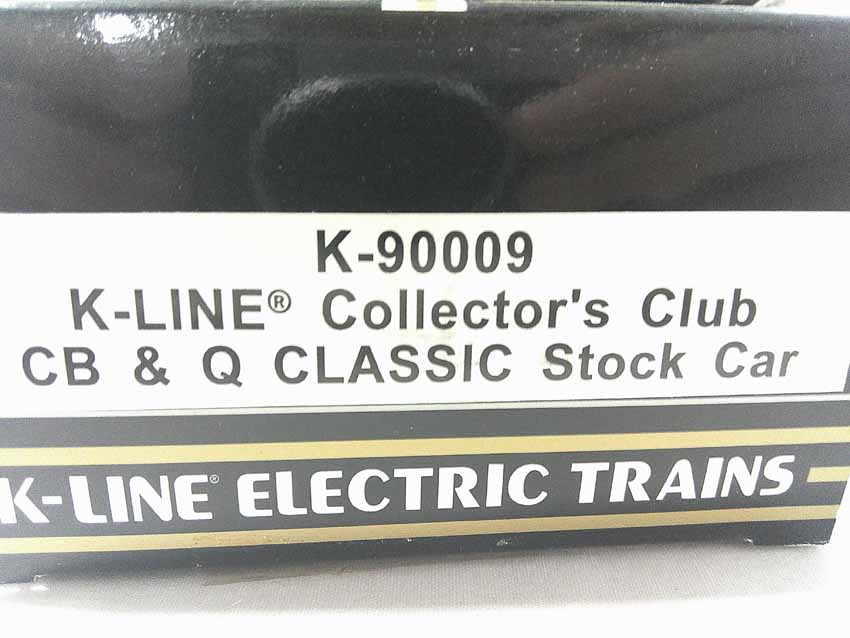 K-90009
K-LINE® Collector's Club
CB & Q CLASSIC Stock Car
K-LINE® ELECTRIC TRAINS